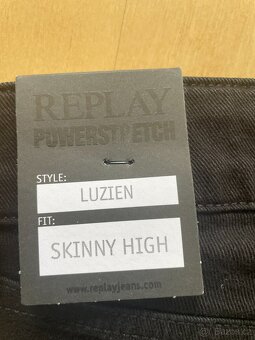 REPLAY
POWERSTRETCH
STYLE:
LUZIEN
FIT:
SKINNY HIGH
www.replayjeans.com